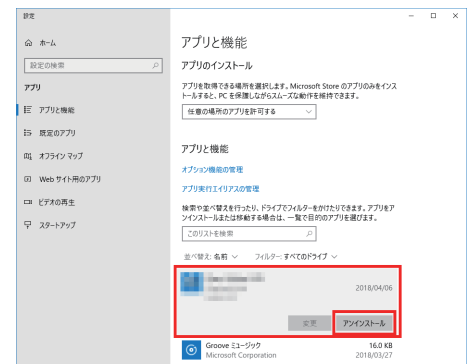 設定
ホーム
設定の検索
アプリ
アプリと機能
既定のアプリ
オフライン マップ
Web サイト用のアプリ
ビデオの再生
スタートアップ
アプリと機能
アプリのインストール
アプリを取得できる場所を選択します。Microsoft Store のアプリのみをインス
トールすると、PC を保護しながらスムーズな動作を維持できます。
任意の場所のアプリを許可する
アプリと機能
オプション機能の管理
アプリ実行エイリアスの管理
検索や並べ替えを行ったり、ドライブでフィルターをかけたりできます。アプリをア
ンインストールまたは移動する場合は、一覧で目的のアプリを選びます。
このリストを検索
並べ替え: 名前 フィルター: すべてのドライブ
2018/04/06
変更 アンインストール
Groove ミュージック 16.0 KB
Microsoft Corporation 2018/03/27